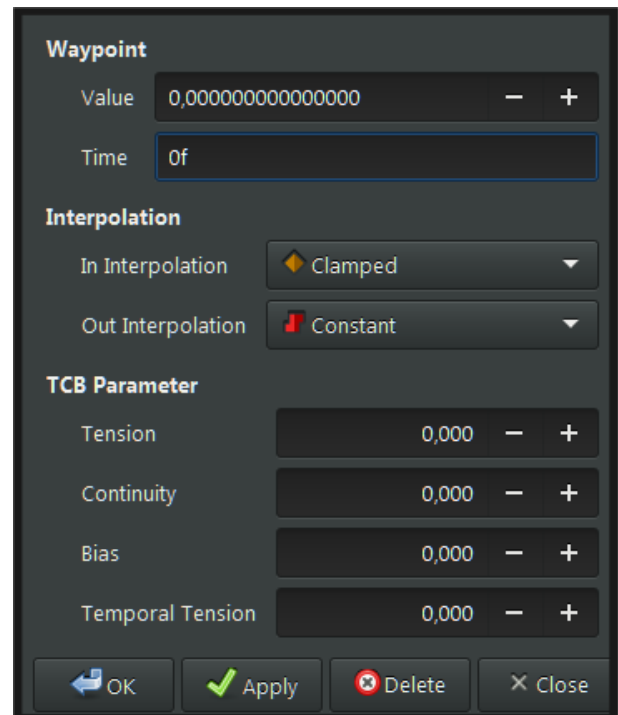 Waypoint
Value 0,000000000000000 − +
Time 0f
Interpolation
In Interpolation Clamped
Out Interpolation Constant
TCB Parameter
Tension 0,000 − +
Continuity 0,000 − +
Bias 0,000 − +
Temporal Tension 0,000 − +
OK Apply Delete Close